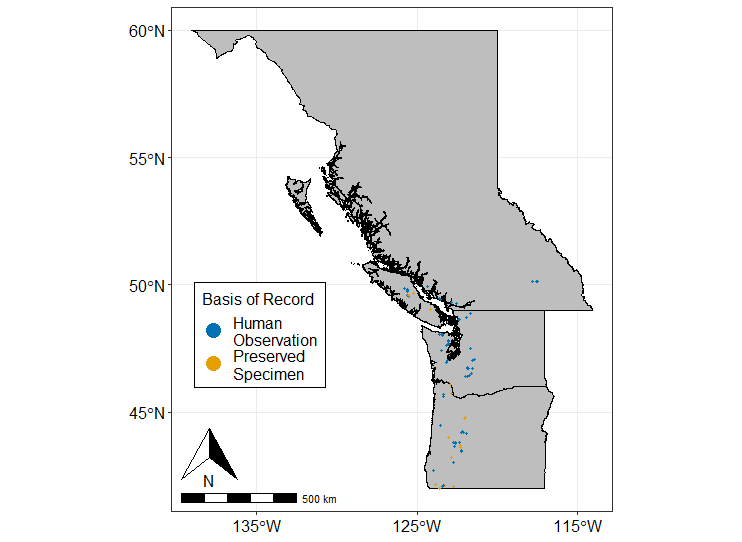 60°N
55°N
50°N
45°N
Basis of Record
Human
Observation
Preserved
Specimen
N
500 km
135°W
125°W
115°W